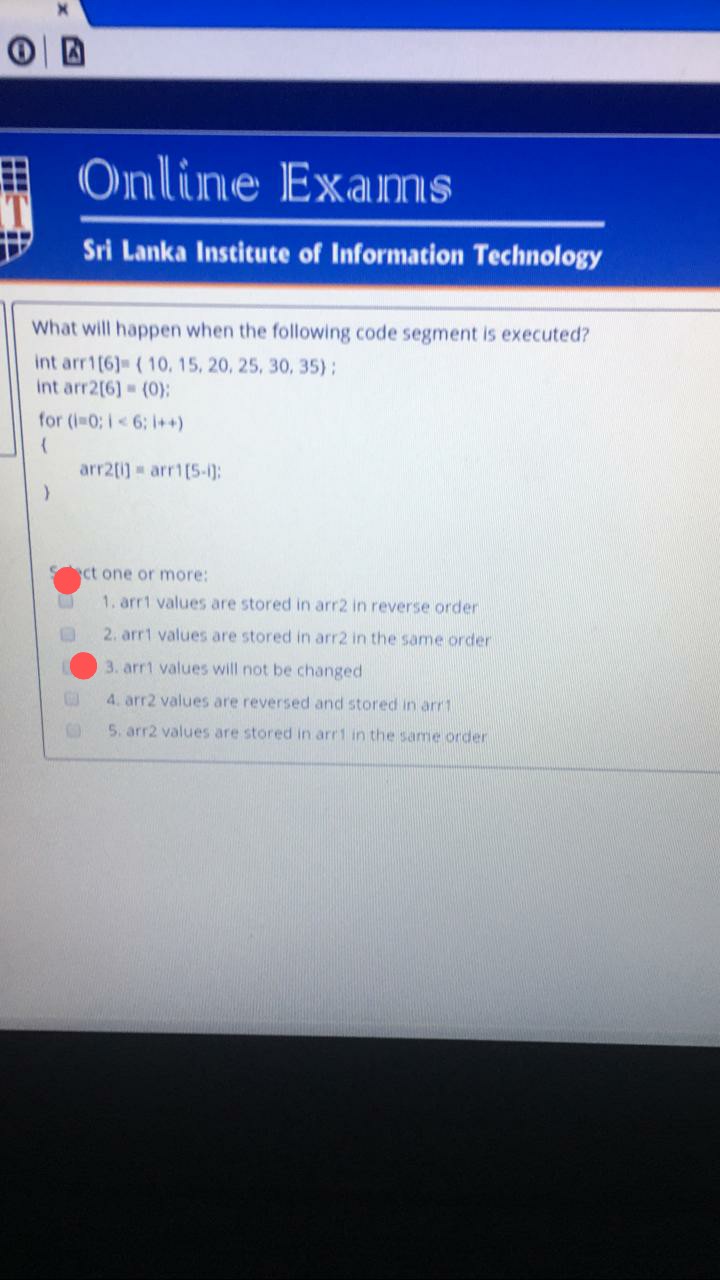 Online Exams
Sri Lanka Institute of Information Technology
What will happen when the following code segment is executed?
int arr1[6]= { 10, 15, 20, 25, 30, 35} ;
int arr2[6] = {0};
for (i=0; i < 6; i++)
{
arr2[i] = arr1[5-i];
}
one or more:
1. arr1 values are stored in arr2 in reverse order
2. arr1 values are stored in arr2 in the same order
3. arr1 values will not be changed
4. arr2 values are reversed and stored in arr1
5. arr2 values are stored in arr1 in the same order